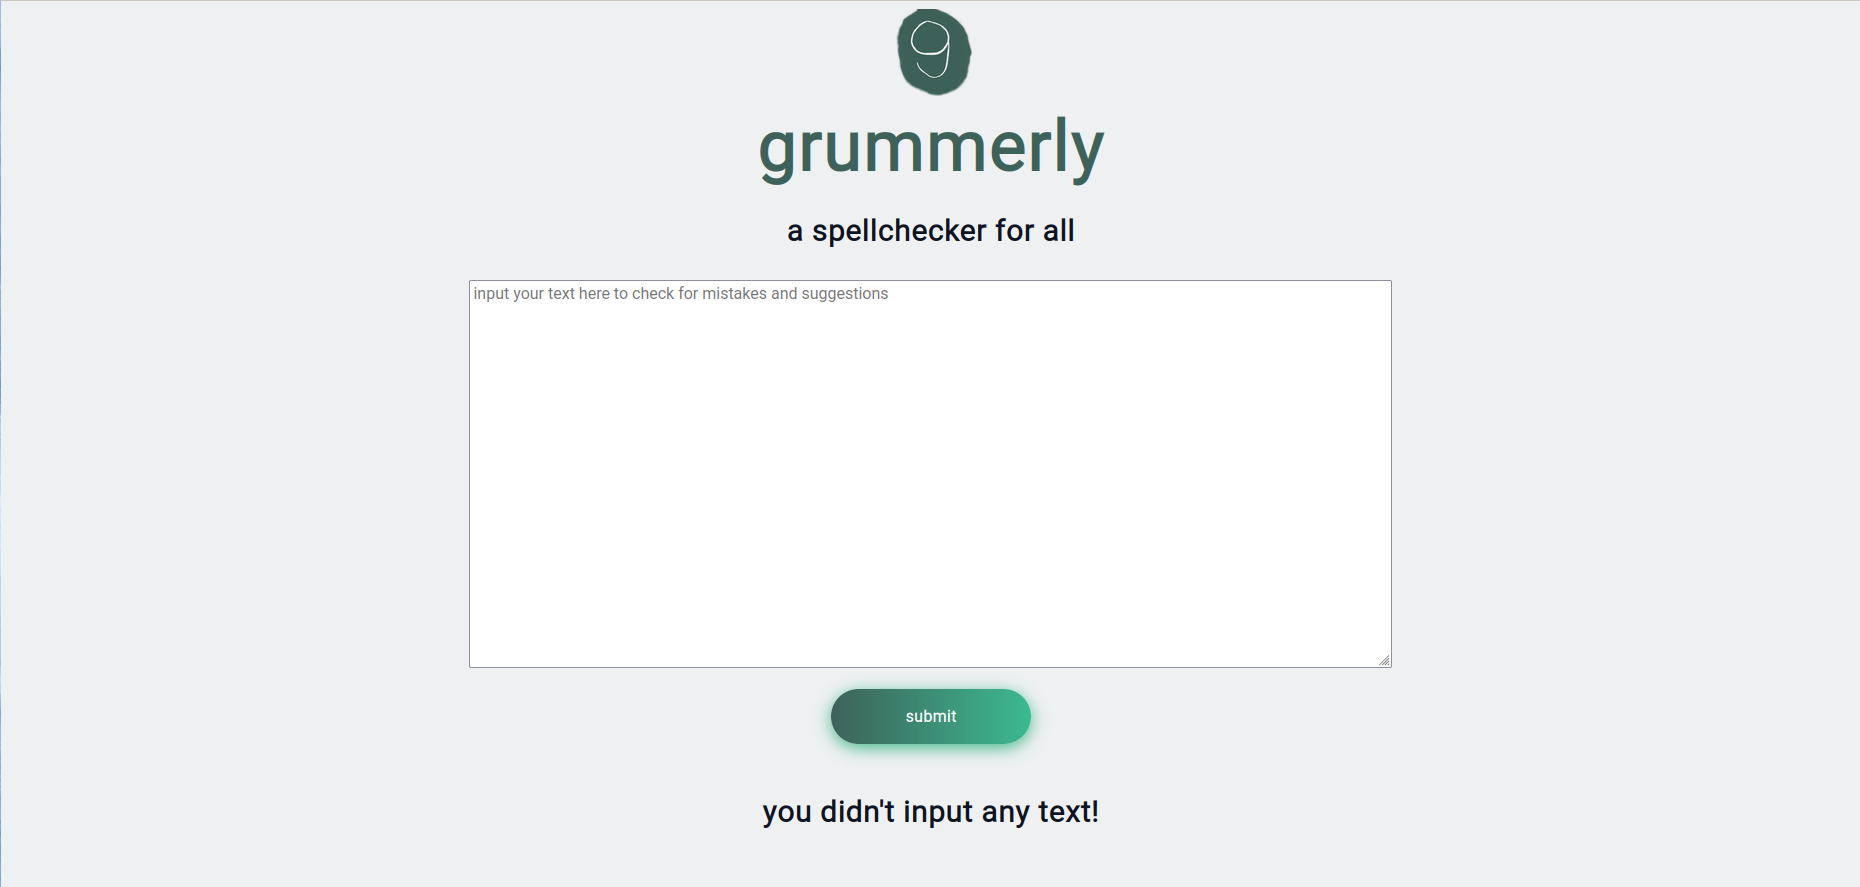 g
grummerly
a spellchecker for all
input your text here to check for mistakes and suggestions
submit
you didn't input any text!